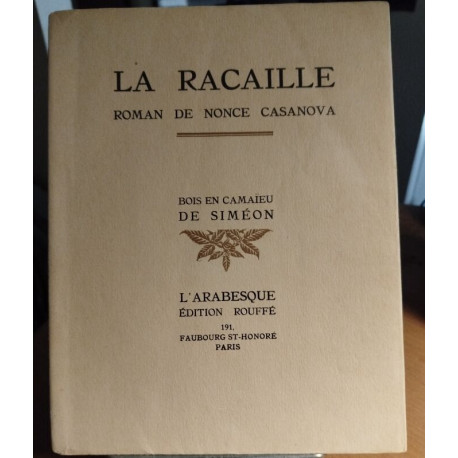 LA RACAILLE
ROMAN DE NONCE CASANOVA
BOIS EN CAMAÏEU
DE SIMÉON
L'ARABESQUE
ÉDITION ROUFFÉ
191,
FAUBOURG ST-HONORÉ
PARIS